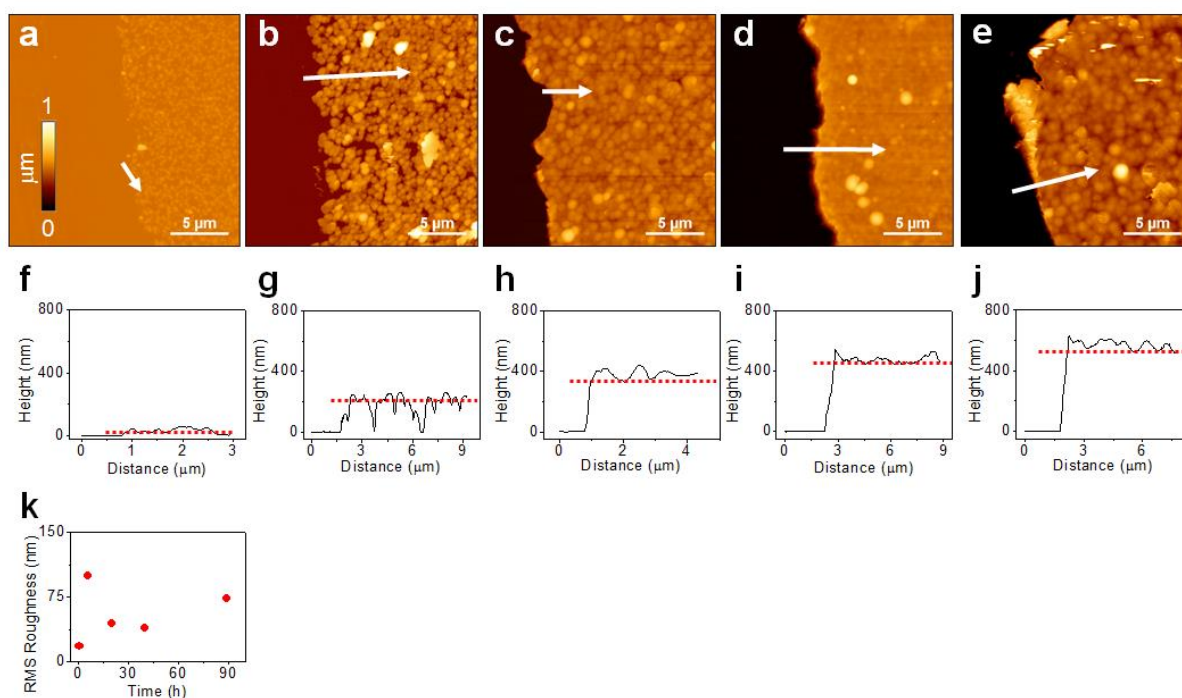 a
b
c
d
e
1
μm
0
5 μm
5 μm
5 μm
5 μm
5 μm
f
g
h
i
j
800
400
0
Height (nm)
0 1 2 3
Distance (μm)
800
400
0
Height (nm)
0 3 6 9
Distance (μm)
800
400
0
Height (nm)
0 2 4
Distance (μm)
800
400
0
Height (nm)
0 3 6 9
Distance (μm)
800
400
0
Height (nm)
0 3 6
Distance (μm)
k
150
75
0
RMS Roughness (nm)
0 30 60 90
Time (h)